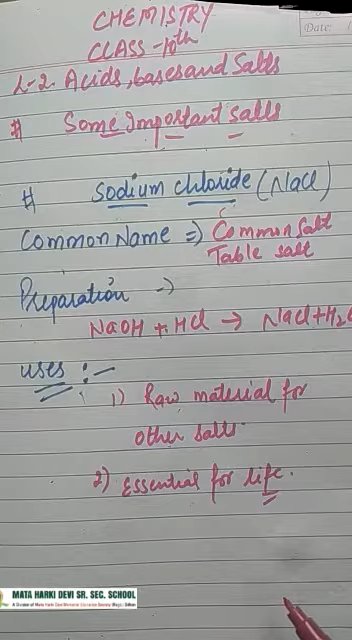 CHEMISTRY
CLASS-10th
Date:
L-2. Acids, bases and Salts
# Some Important salts
# Sodium chloride (NaCl)
Common Name => Common Salt
Table salt
Preparation ->
NaOH + HCl → NaCl + H2O
uses :-
1) Raw material for
other salts.
2) Essential for life.
MATA HARKI DEVI SR. SEC. SCHOOL